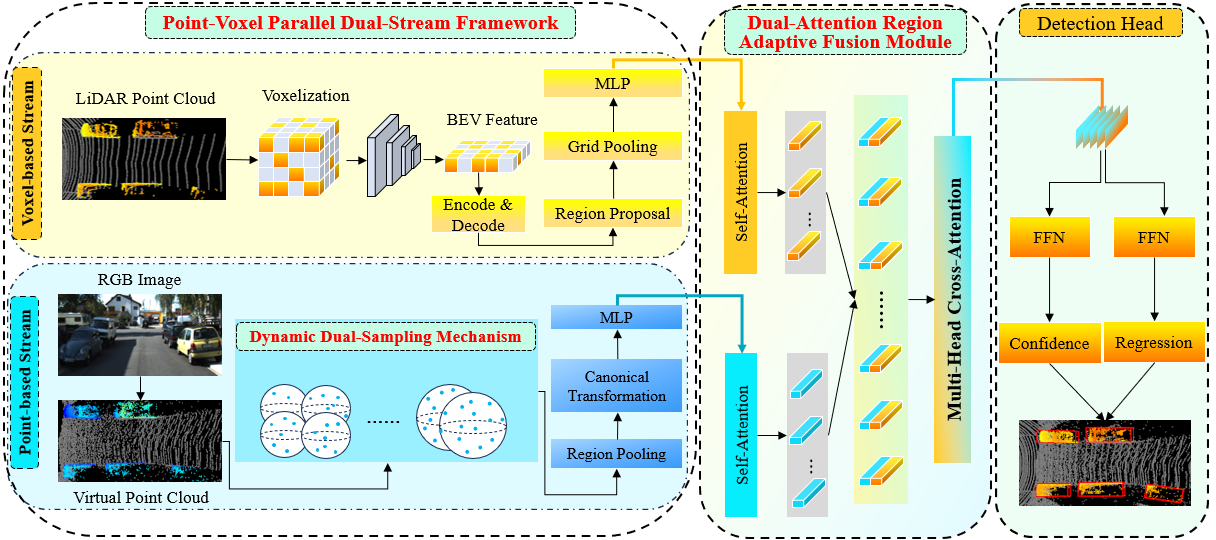 Point-Voxel Parallel Dual-Stream Framework
Voxel-based Stream
LiDAR Point Cloud
Voxelization
BEV Feature
Encode &
Decode
MLP
Grid Pooling
Region Proposal
Point-based Stream
RGB Image
Virtual Point Cloud
Dynamic Dual-Sampling Mechanism
......
MLP
Canonical
Transformation
Region Pooling
Dual-Attention Region
Adaptive Fusion Module
Self-Attention
...
Self-Attention
...
......
Multi-Head Cross-Attention
Detection Head
FFN
FFN
Confidence
Regression